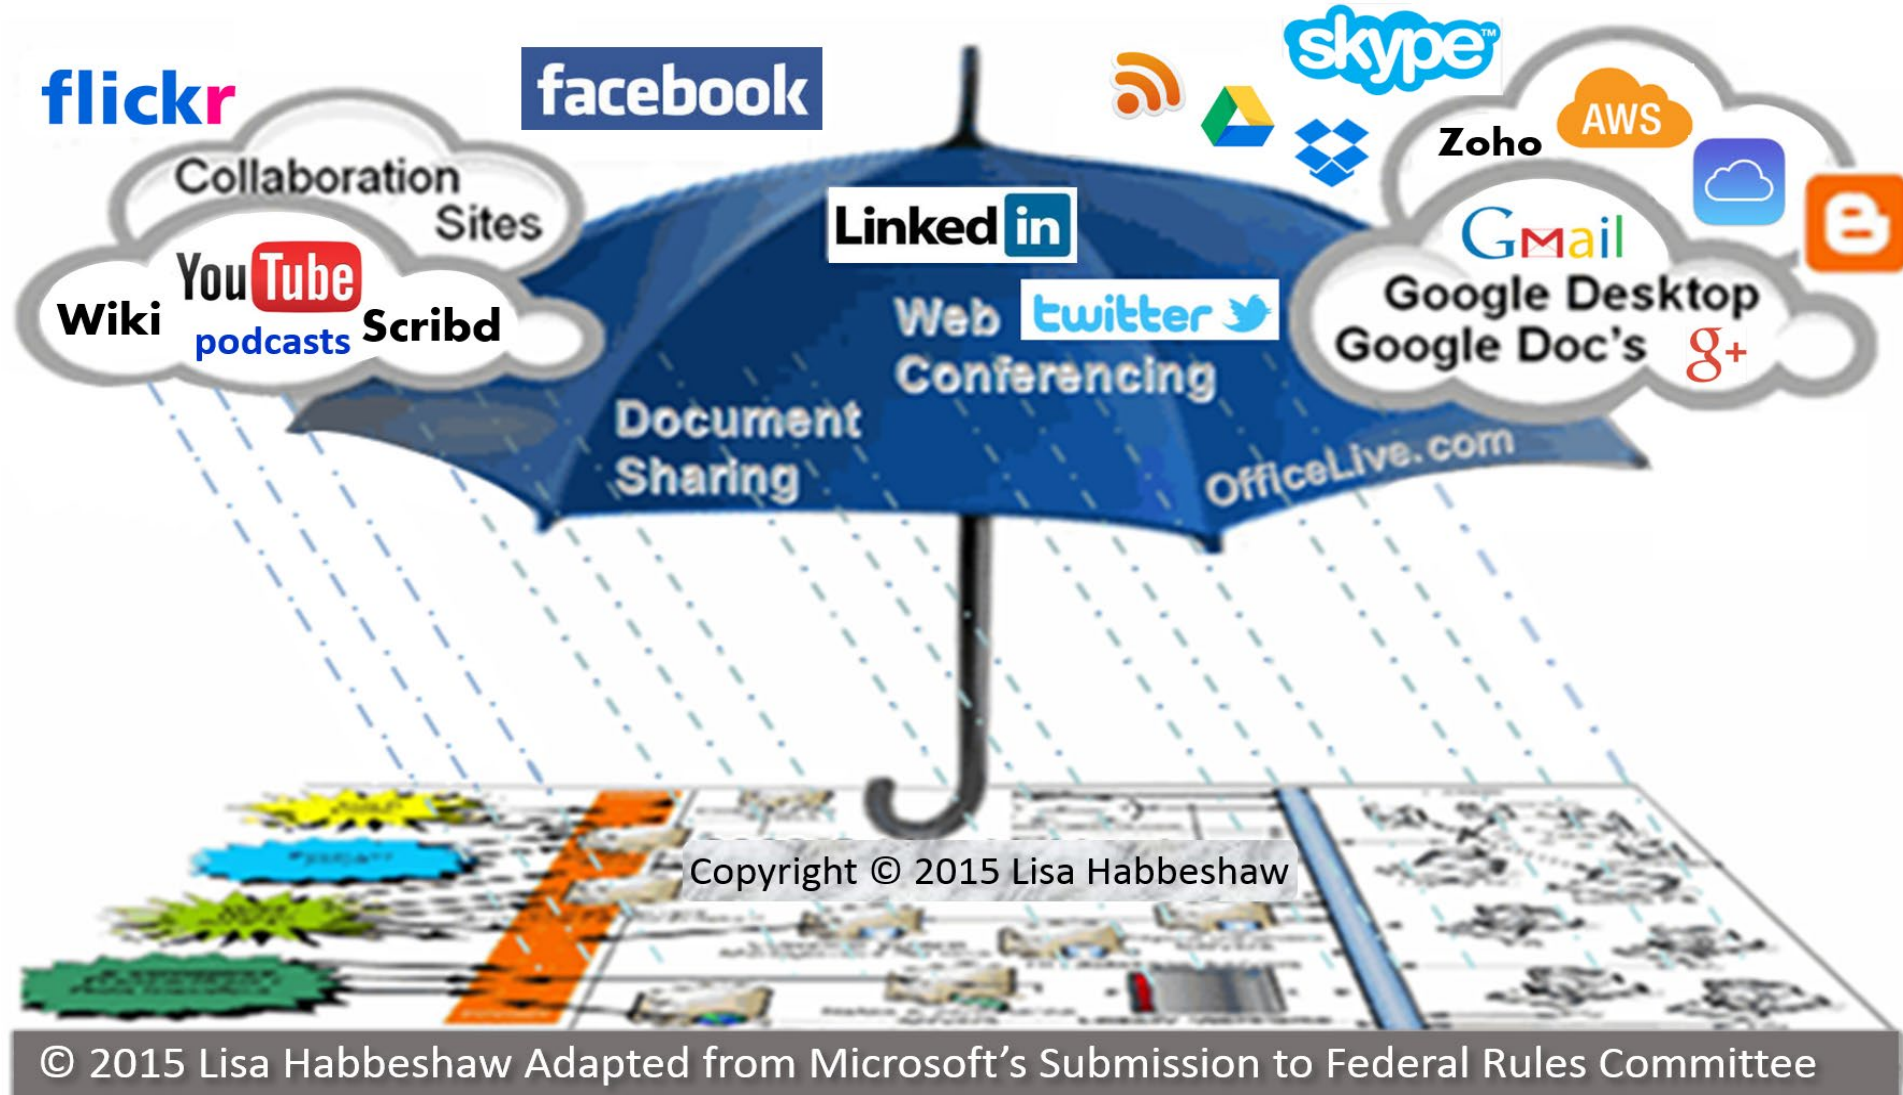 flickr
facebook
skype™
Zoho
AWS
Collaboration
Sites
Linked in
Gmail
You Tube
Wiki
podcasts
Scribd
Web
twitter
Conferencing
Google Desktop
Google Doc's
g+
Document
Sharing
OfficeLive.com
Copyright © 2015 Lisa Habbeshaw
© 2015 Lisa Habbeshaw Adapted from Microsoft's Submission to Federal Rules Committee